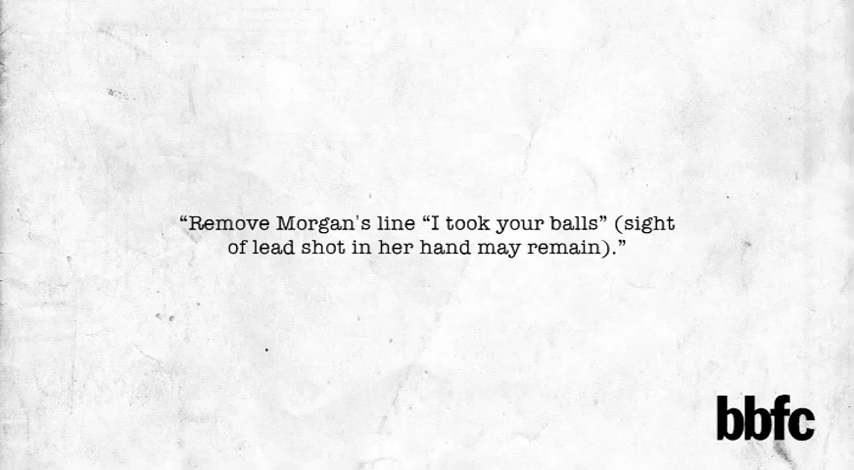 “Remove Morgan's line “I took your balls” (sight
of lead shot in her hand may remain).”
bbfc